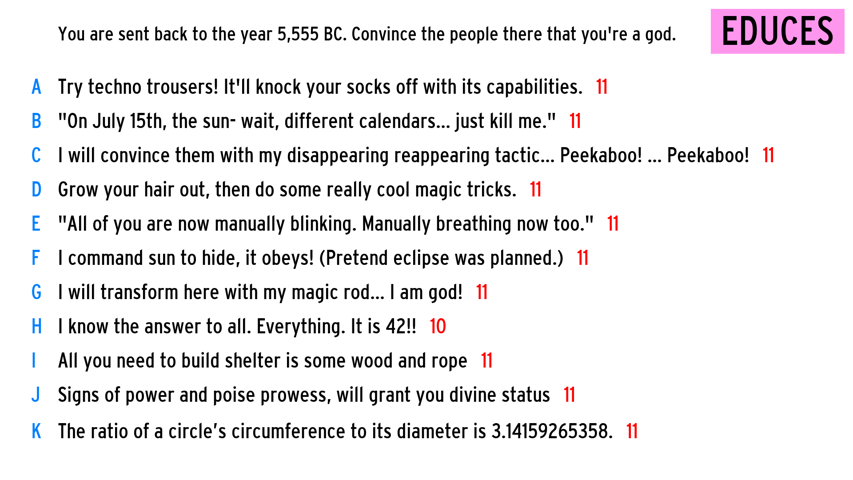 You are sent back to the year 5,555 BC. Convince the people there that you're a god. EDUCES
A Try techno trousers! It'll knock your socks off with its capabilities. 11
B "On July 15th, the sun- wait, different calendars... just kill me." 11
C I will convince them with my disappearing reappearing tactic... Peekaboo! ... Peekaboo! 11
D Grow your hair out, then do some really cool magic tricks. 11
E "All of you are now manually blinking. Manually breathing now too." 11
F I command sun to hide, it obeys! (Pretend eclipse was planned.) 11
G I will transform here with my magic rod... I am god! 11
H I know the answer to all. Everything. It is 42!! 10
I All you need to build shelter is some wood and rope 11
J Signs of power and poise prowess, will grant you divine status 11
K The ratio of a circle’s circumference to its diameter is 3.14159265358. 11